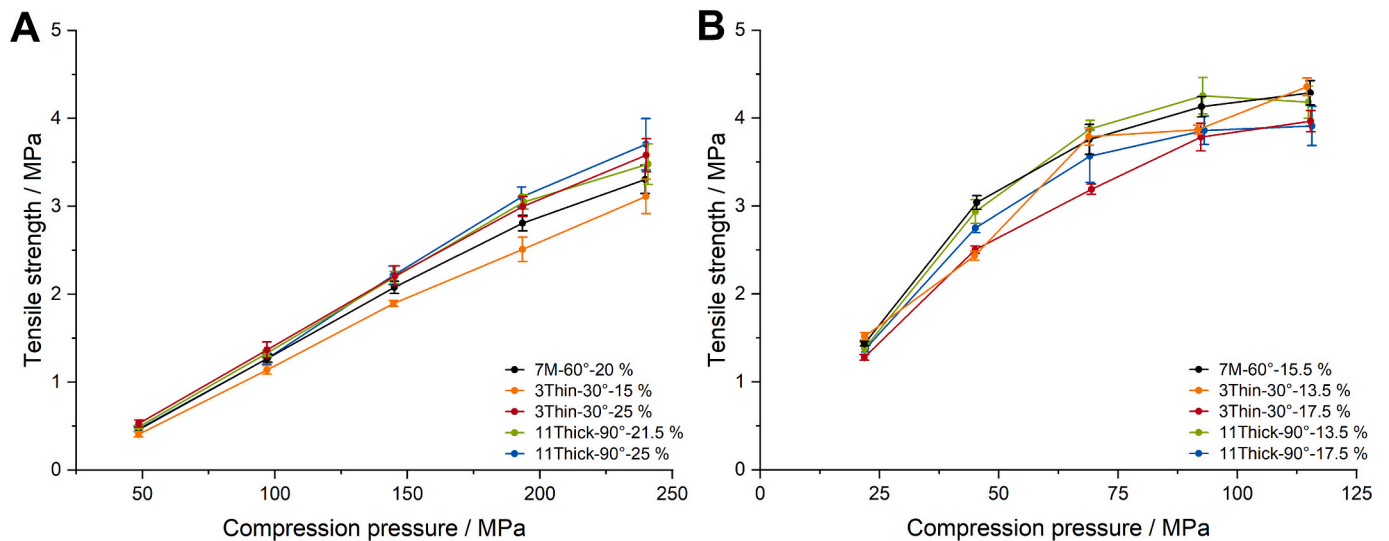 A
Tensile strength / MPa
5
4
3
2
1
0
7M-60°-20 %
3Thin-30°-15 %
3Thin-30°-25 %
11Thick-90°-21.5 %
11Thick-90°-25 %
50 100 150 200 250
Compression pressure / MPa
B
Tensile strength / MPa
5
4
3
2
1
0
7M-60°-15.5 %
3Thin-30°-13.5 %
3Thin-30°-17.5 %
11Thick-90°-13.5 %
11Thick-90°-17.5 %
0 25 50 75 100 125
Compression pressure / MPa